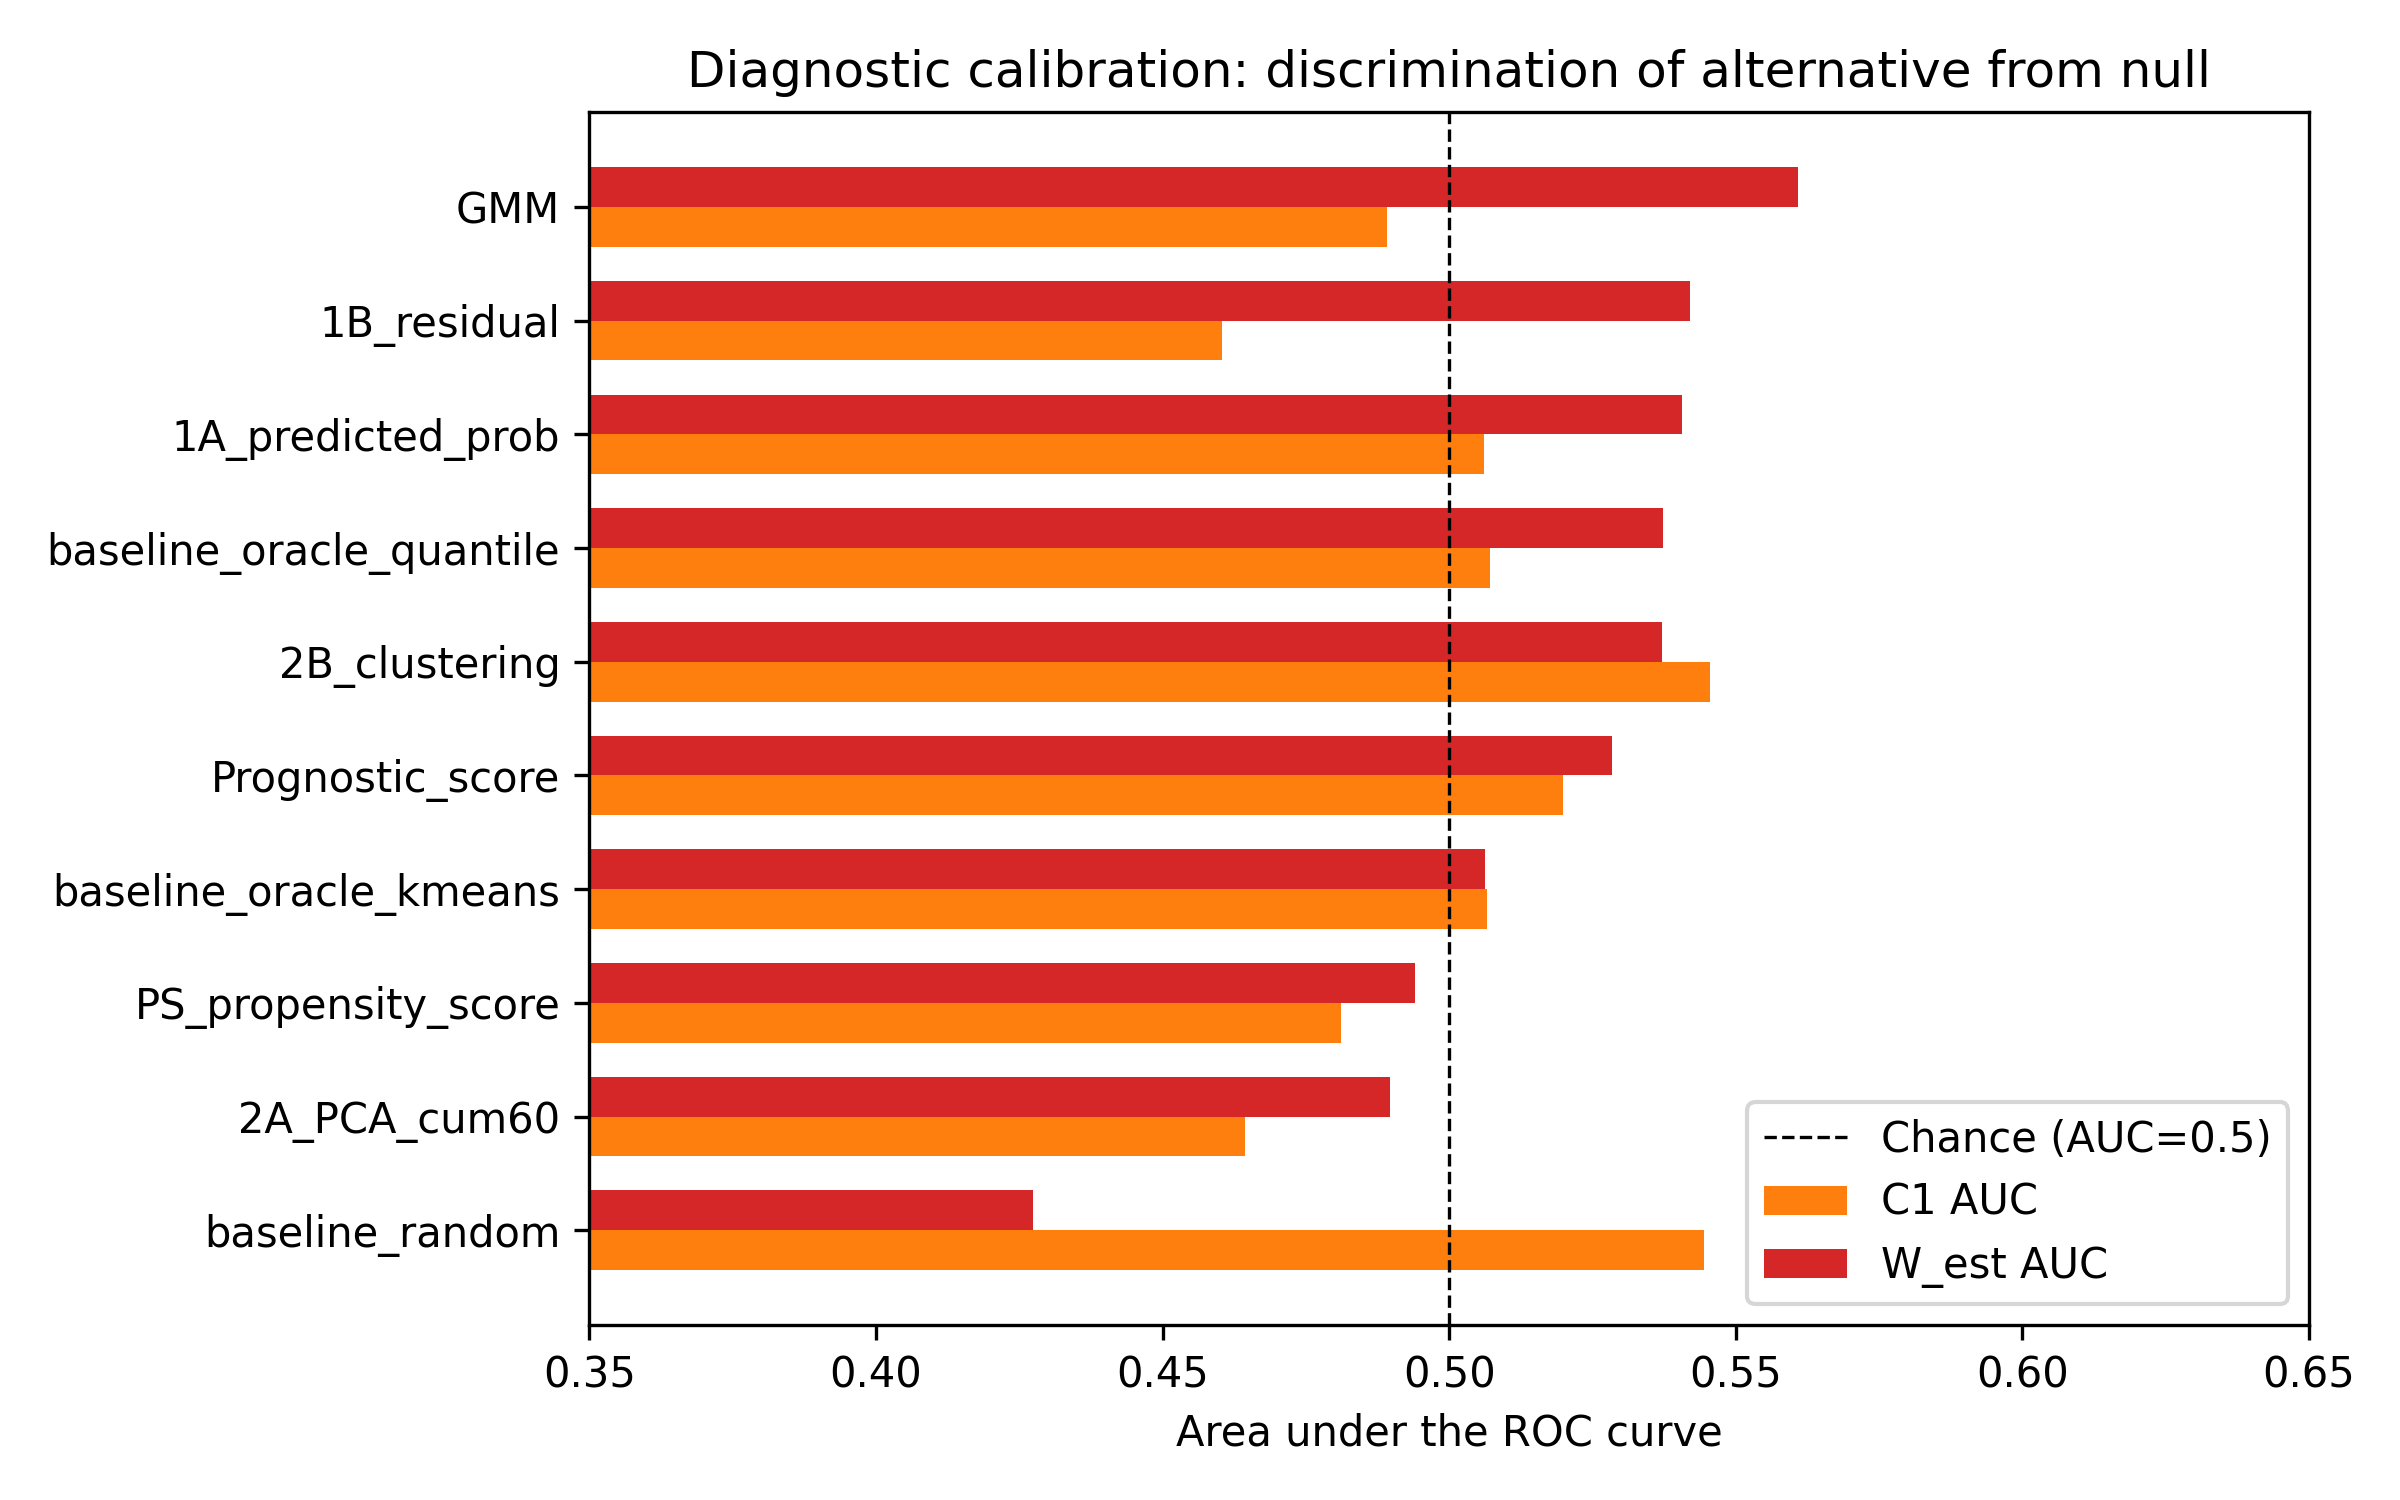 Diagnostic calibration: discrimination of alternative from null
GMM
1B_residual
1A_predicted_prob
baseline_oracle_quantile
2B_clustering
Prognostic_score
baseline_oracle_kmeans
PS_propensity_score
2A_PCA_cum60
baseline_random
Chance (AUC=0.5)
C1 AUC
W_est AUC
0.35 0.40 0.45 0.50 0.55 0.60 0.65
Area under the ROC curve